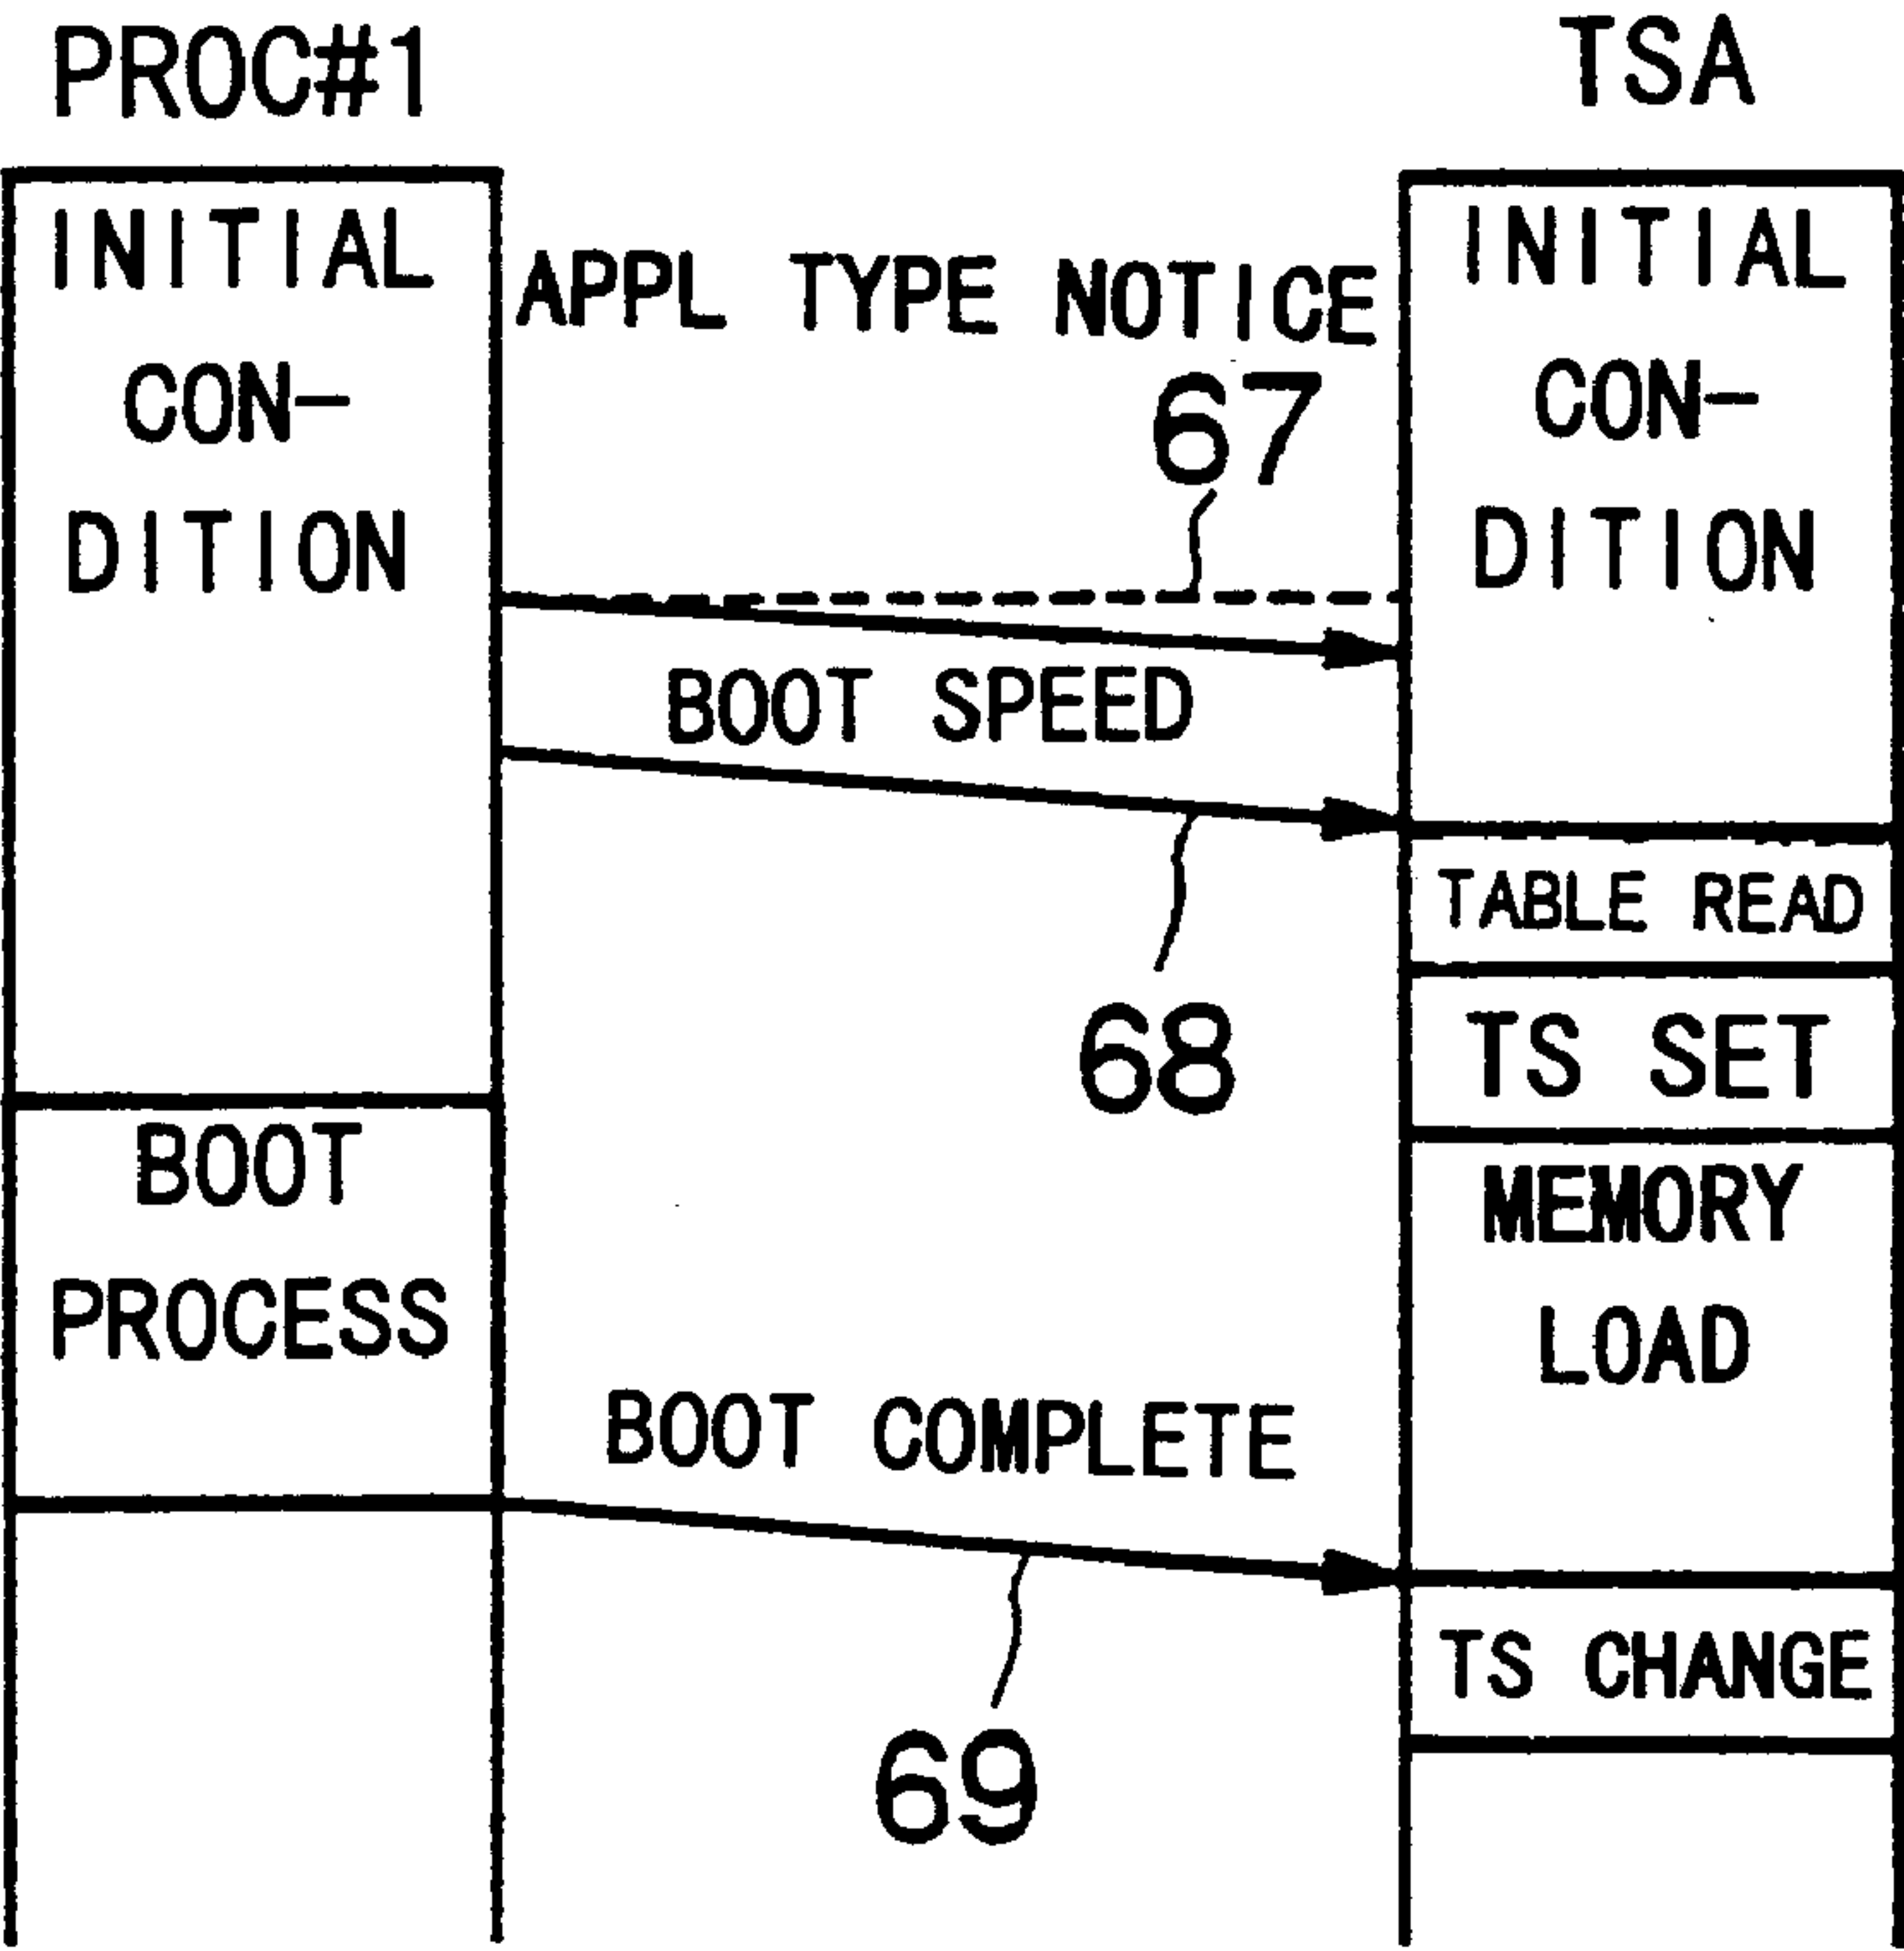 PROC#1
TSA
INITIAL
CON-
DITION
APPL TYPE NOTICE
67
INITIAL
CON-
DITION
BOOT SPEED
68
TABLE READ
TS SET
BOOT
PROCESS
MEMORY
LOAD
BOOT COMPLETE
69
TS CHANGE